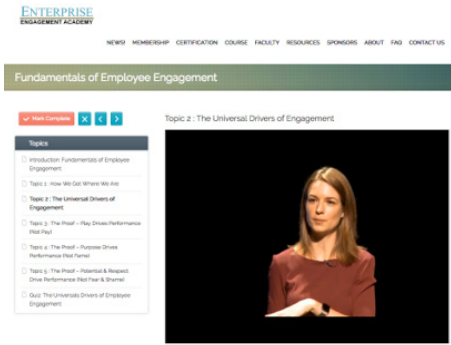 ENTERPRISE
ENGAGEMENT ACADEMY
NEWS! MEMBERSHIP CERTIFICATION COURSE FACULTY RESOURCES SPONSORS ABOUT FAQ CONTACT US
Fundamentals of Employee Engagement
Mark Complete
Topic 2 : The Universal Drivers of Engagement
Topics
Introduction: Fundamentals of Employee
Engagement
Topic 1 : How We Got Where We Are
Topic 2 : The Universal Drivers of
Engagement
Topic 3 : The Proof – Play Drives Performance
(Not Pay)
Topic 4 : The Proof – Purpose Drives
Performance (Not Fame)
Topic 5 : The Proof – Potential & Respect
Drive Performance (Not Fear & Shame)
Quiz: The Universals Drivers of Employee
Engagement